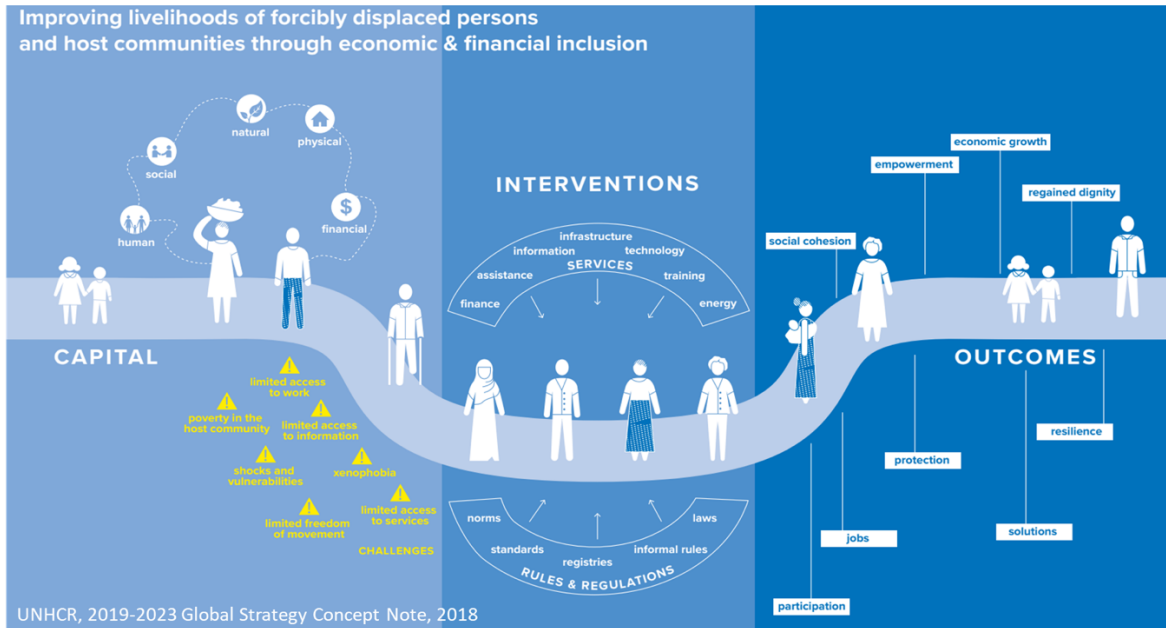 Improving livelihoods of forcibly displaced persons
and host communities through economic & financial inclusion
natural
physical
social
$
financial
human
CAPITAL
limited access
to work
poverty in the
host community
limited access
to information
shocks and
vulnerabilities
xenophobia
limited freedom
of movement
limited access
to services
CHALLENGES
INTERVENTIONS
infrastructure
information
technology
SERVICES
assistance
training
finance
energy
norms
laws
standards
informal rules
registries
RULES & REGULATIONS
economic growth
empowerment
regained dignity
social cohesion
OUTCOMES
resilience
protection
solutions
jobs
participation
UNHCR, 2019-2023 Global Strategy Concept Note, 2018